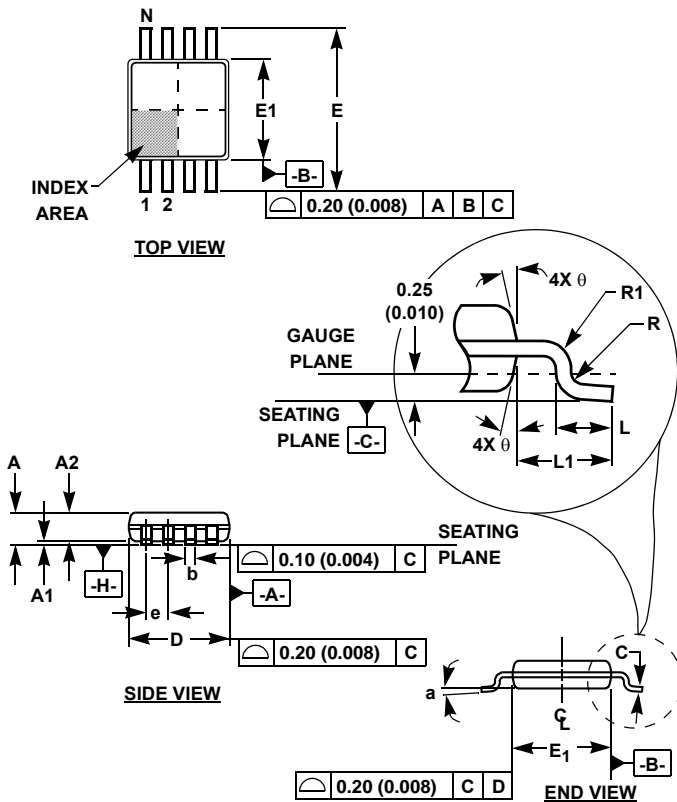 N
E1
E
-B-
INDEX
AREA
1 2
0.20 (0.008) A B C
TOP VIEW
4X θ
0.25
(0.010)
R1
R
GAUGE
PLANE
SEATING
PLANE
-C-
4X θ
L
L1
A A2
SEATING
PLANE
0.10 (0.004) C
-H-
b
A1
-A-
e
D
0.20 (0.008) C
SIDE VIEW
C
a
CL
E1
-B-
0.20 (0.008) C D
END VIEW